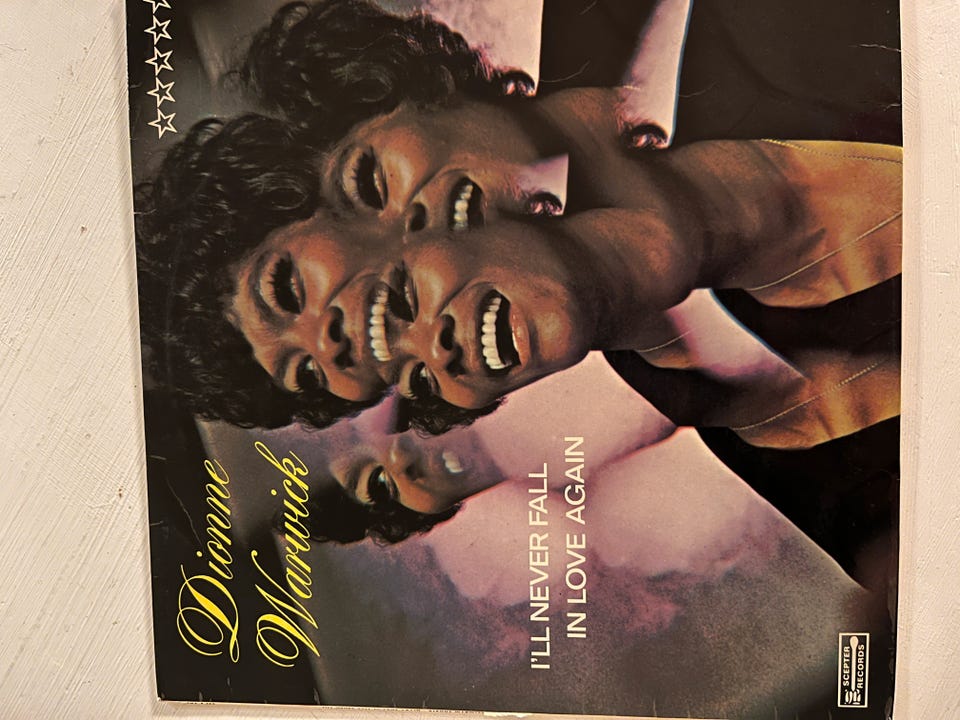 Dionne
Warwick
I'LL NEVER FALL
IN LOVE AGAIN
SCEPTER
RECORDS